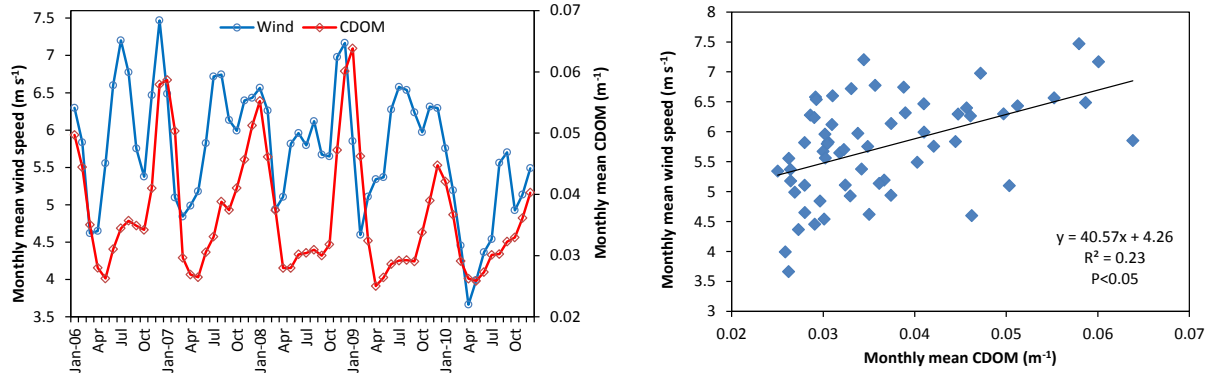 Wind CDOM
Monthly mean wind speed (m s⁻¹)
7.5
7
6.5
6
5.5
5
4.5
4
3.5
0.07
0.06
0.05
0.04
0.03
0.02
Monthly mean CDOM (m⁻¹)
Jan-06 Apr Jul Oct Jan-07 Apr Jul Oct Jan-08 Apr Jul Oct Jan-09 Apr Jul Oct Jan-10 Apr Jul Oct
Monthly mean wind speed (m s⁻¹)
8
7.5
7
6.5
6
5.5
5
4.5
4
3.5
3
y = 40.57x + 4.26
R² = 0.23
P<0.05
0.02 0.03 0.04 0.05 0.06 0.07
Monthly mean CDOM (m⁻¹)